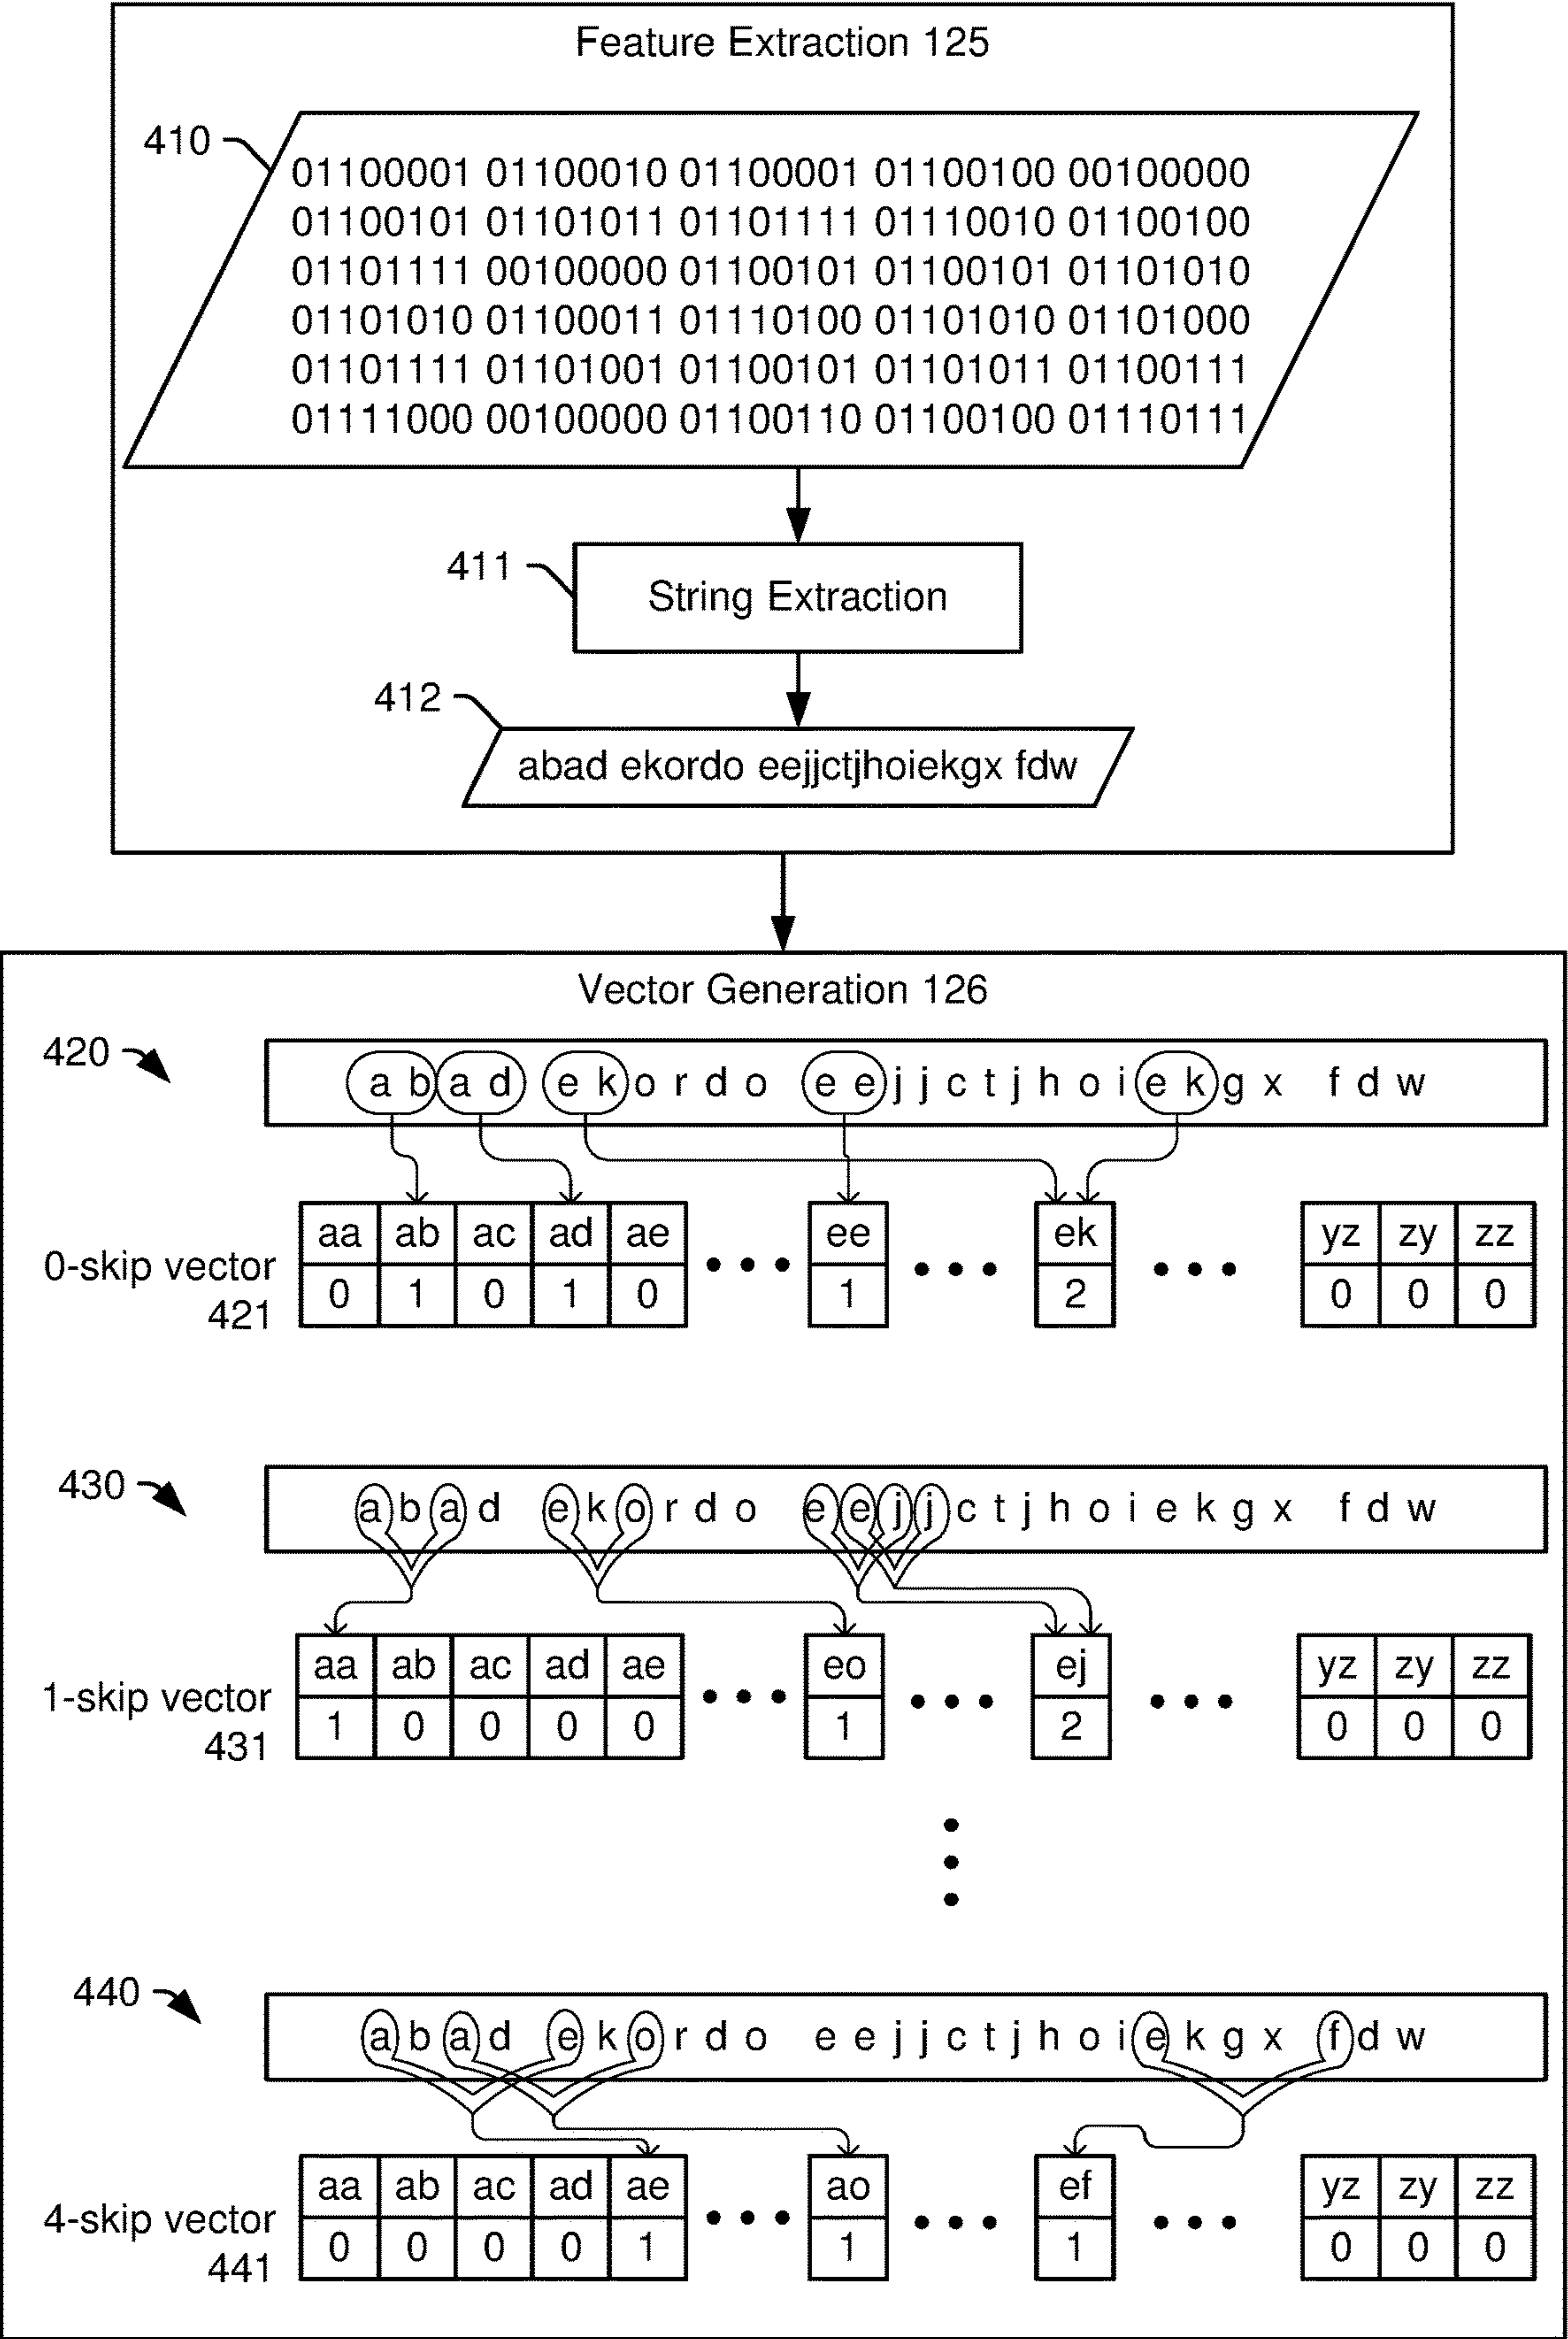 Feature Extraction 125
410
01100001 01100010 01100001 01100100 00100000
01100101 01101011 01101111 01110010 01100100
01101111 00100000 01100101 01100101 01101010
01101010 01100011 01110100 01101010 01101000
01101111 01101001 01100101 01101011 01100111
01111000 00100000 01100110 01100100 01110111
411
String Extraction
412
abad ekordo eejjctjhoiekgx fdw
Vector Generation 126
420
a b a d e k o r d o e e j j c t j h o i e k g x f d w
aa ab ac ad ae ee ek yz zy zz
0-skip vector
421
0 1 0 1 0 1 2 0 0 0
430
a b a d e k o r d o e e j j c t j h o i e k g x f d w
aa ab ac ad ae eo ej yz zy zz
1-skip vector
431
1 0 0 0 0 1 2 0 0 0
440
a b a d e k o r d o e e j j c t j h o i e k g x f d w
aa ab ac ad ae ao ef yz zy zz
4-skip vector
441
0 0 0 0 1 1 1 0 0 0